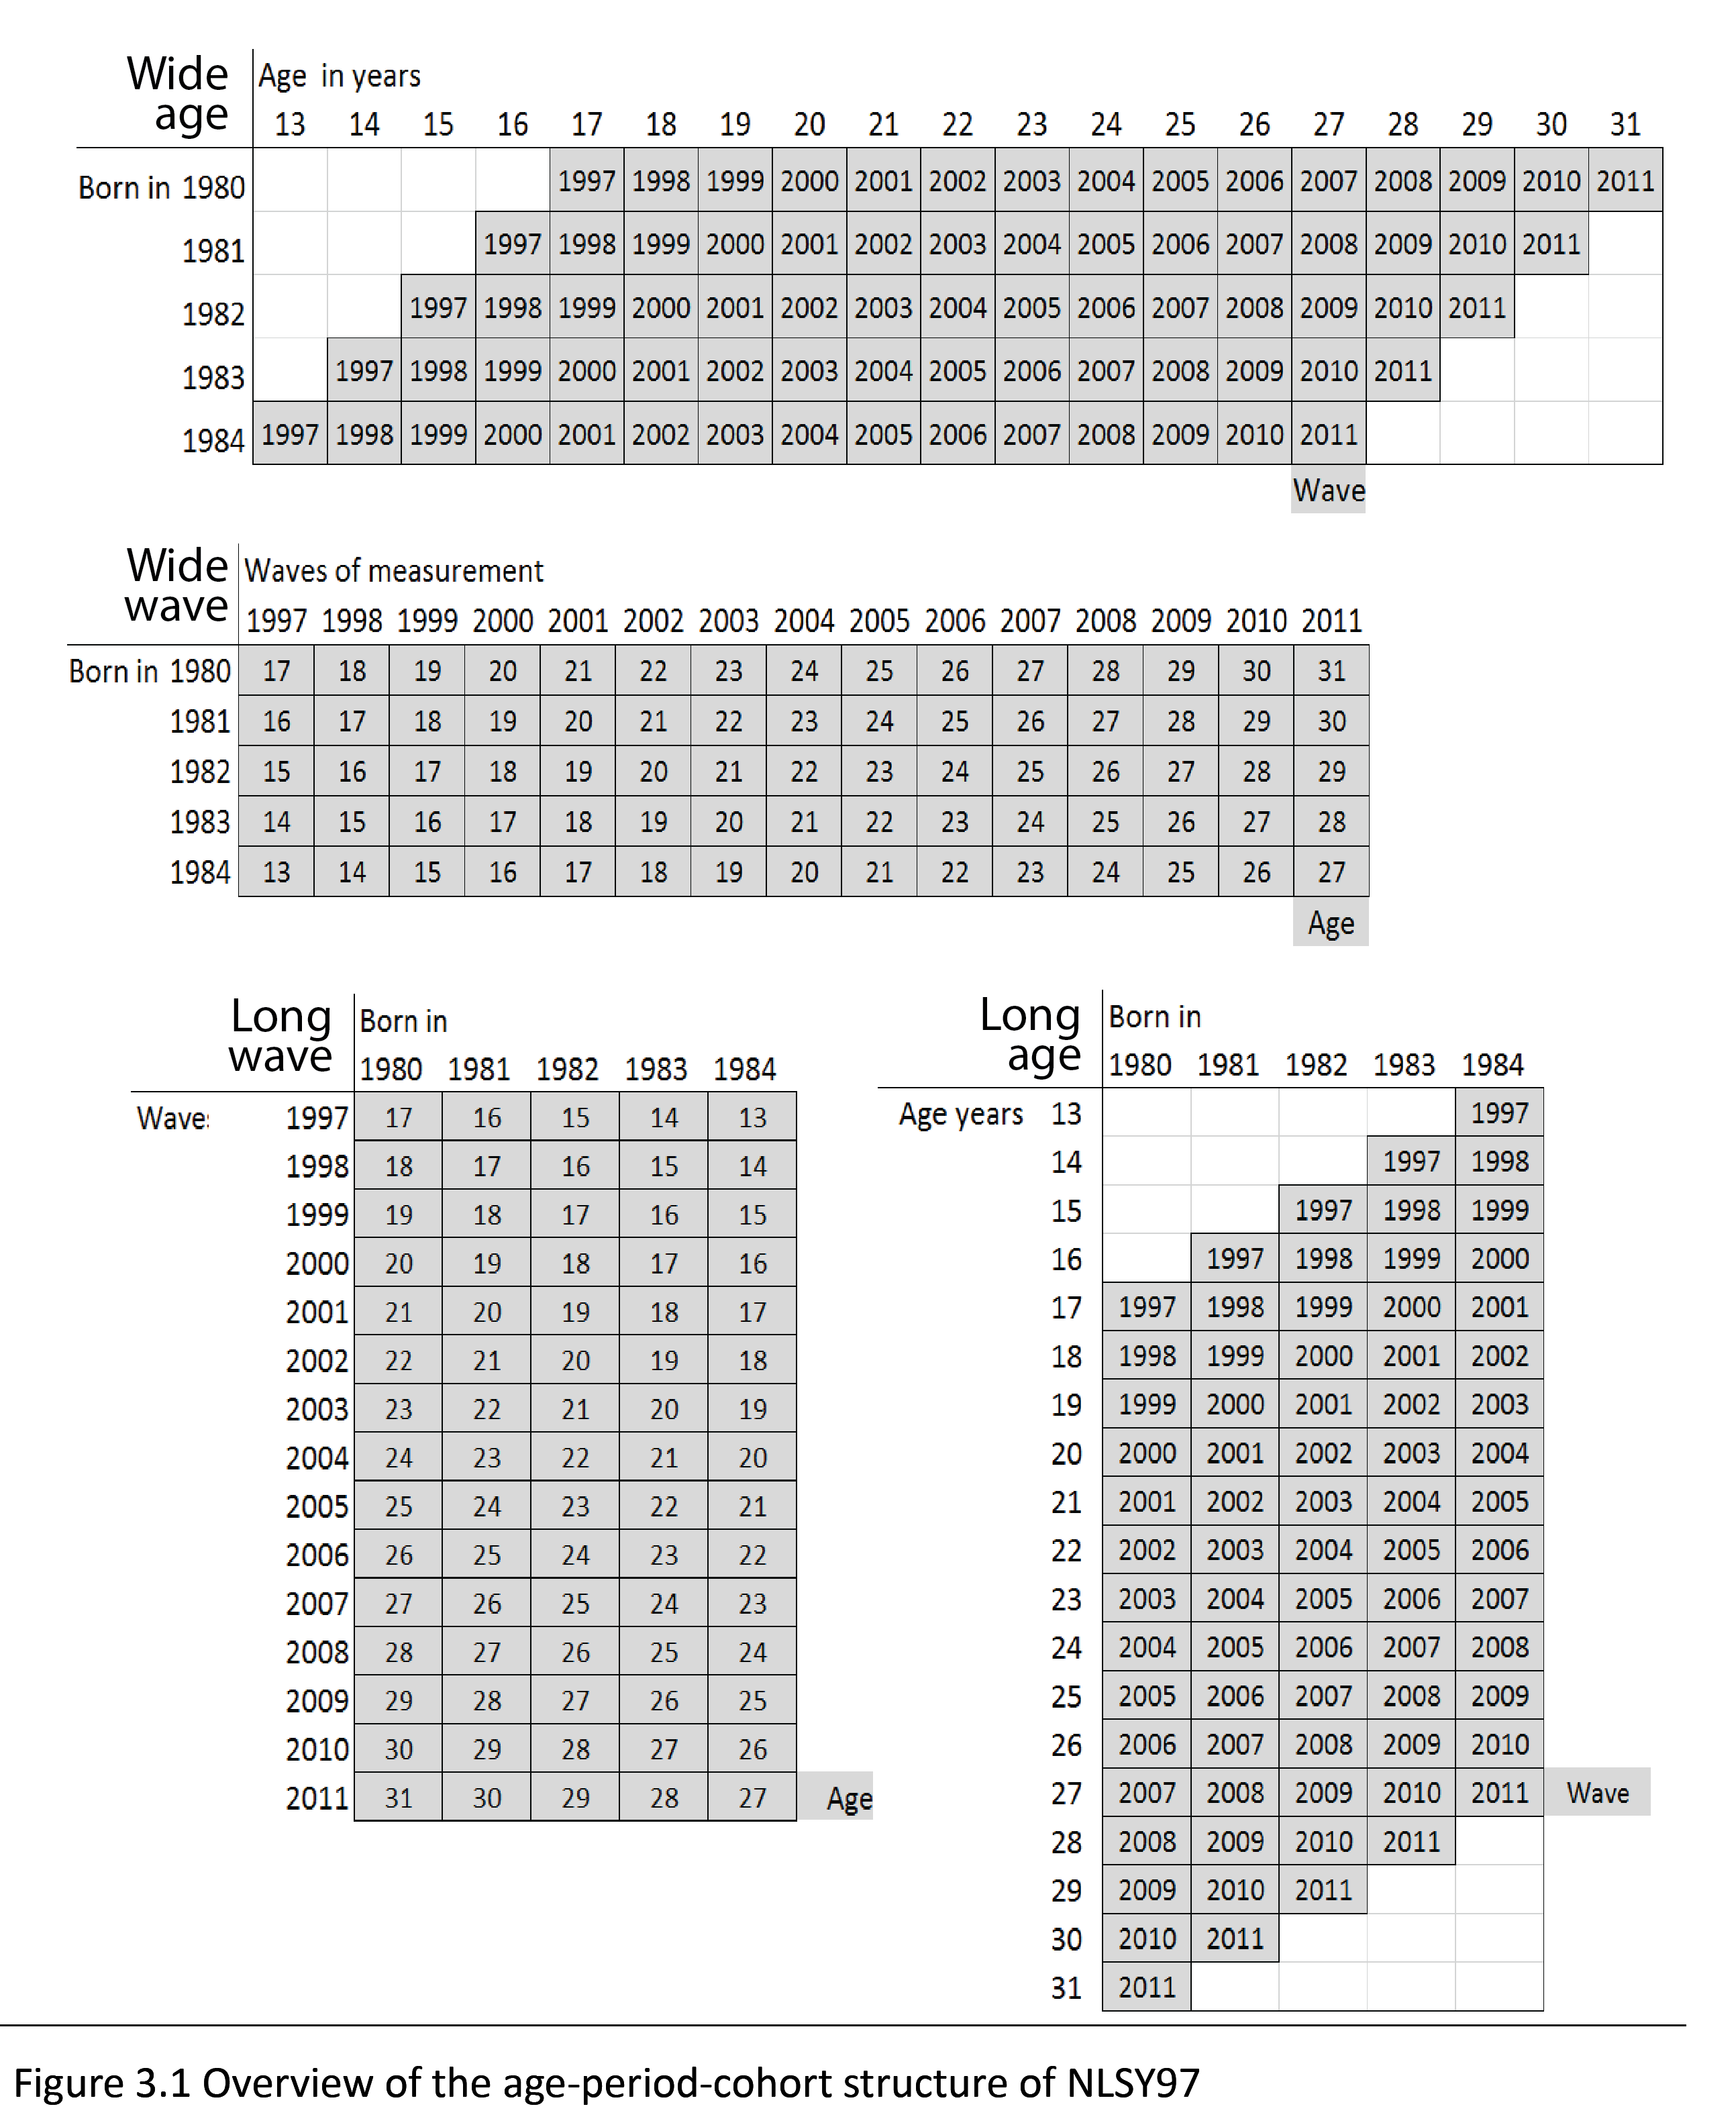 Wide age
Age in years
13 14 15 16 17 18 19 20 21 22 23 24 25 26 27 28 29 30 31
Born in 1980 1997 1998 1999 2000 2001 2002 2003 2004 2005 2006 2007 2008 2009 2010 2011
1981 1997 1998 1999 2000 2001 2002 2003 2004 2005 2006 2007 2008 2009 2010 2011
1982 1997 1998 1999 2000 2001 2002 2003 2004 2005 2006 2007 2008 2009 2010 2011
1983 1997 1998 1999 2000 2001 2002 2003 2004 2005 2006 2007 2008 2009 2010 2011
1984 1997 1998 1999 2000 2001 2002 2003 2004 2005 2006 2007 2008 2009 2010 2011
Wave
Wide wave
Waves of measurement
1997 1998 1999 2000 2001 2002 2003 2004 2005 2006 2007 2008 2009 2010 2011
Born in 1980 17 18 19 20 21 22 23 24 25 26 27 28 29 30 31
1981 16 17 18 19 20 21 22 23 24 25 26 27 28 29 30
1982 15 16 17 18 19 20 21 22 23 24 25 26 27 28 29
1983 14 15 16 17 18 19 20 21 22 23 24 25 26 27 28
1984 13 14 15 16 17 18 19 20 21 22 23 24 25 26 27
Age
Long wave
Born in
1980 1981 1982 1983 1984
Waves 1997 17 16 15 14 13
1998 18 17 16 15 14
1999 19 18 17 16 15
2000 20 19 18 17 16
2001 21 20 19 18 17
2002 22 21 20 19 18
2003 23 22 21 20 19
2004 24 23 22 21 20
2005 25 24 23 22 21
2006 26 25 24 23 22
2007 27 26 25 24 23
2008 28 27 26 25 24
2009 29 28 27 26 25
2010 30 29 28 27 26
2011 31 30 29 28 27 Age
Long age
Born in
1980 1981 1982 1983 1984
Age years 13 1997
14 1997 1998
15 1997 1998 1999
16 1997 1998 1999 2000
17 1997 1998 1999 2000 2001
18 1998 1999 2000 2001 2002
19 1999 2000 2001 2002 2003
20 2000 2001 2002 2003 2004
21 2001 2002 2003 2004 2005
22 2002 2003 2004 2005 2006
23 2003 2004 2005 2006 2007
24 2004 2005 2006 2007 2008
25 2005 2006 2007 2008 2009
26 2006 2007 2008 2009 2010
27 2007 2008 2009 2010 2011 Wave
28 2008 2009 2010 2011
29 2009 2010 2011
30 2010 2011
31 2011
Figure 3.1 Overview of the age-period-cohort structure of NLSY97